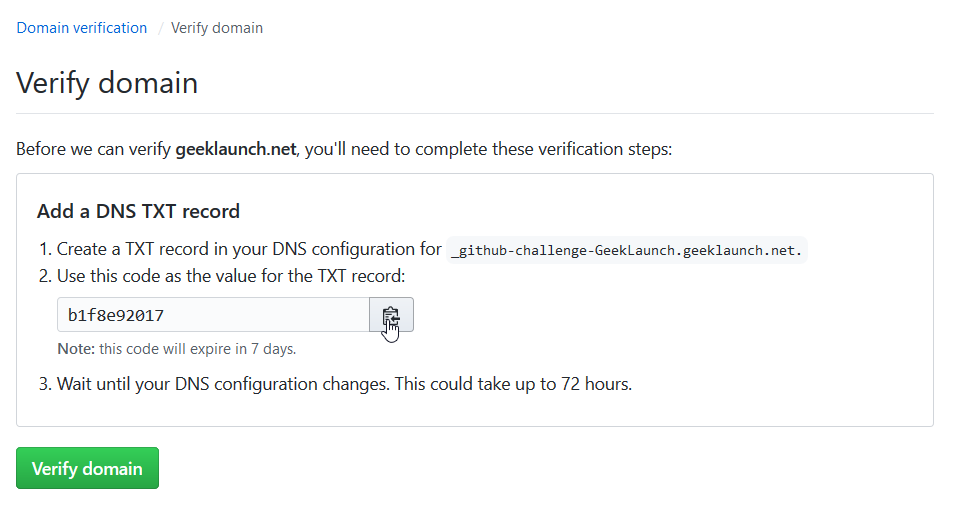 Domain verification / Verify domain
Verify domain
Before we can verify geeklaunch.net, you'll need to complete these verification steps:
Add a DNS TXT record
1. Create a TXT record in your DNS configuration for _github-challenge-GeekLaunch.geeklaunch.net.
2. Use this code as the value for the TXT record:
b1f8e92017
Note: this code will expire in 7 days.
3. Wait until your DNS configuration changes. This could take up to 72 hours.
Verify domain